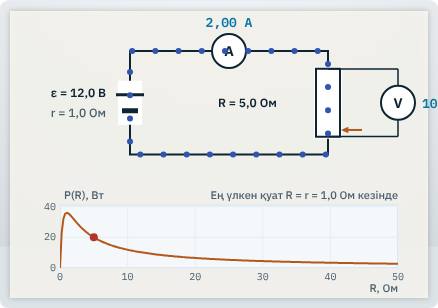 2,00 А
A
ε = 12,0 В
r = 1,0 Ом
R = 5,0 Ом
V
10
P(R), Вт
Ең үлкен қуат R = r = 1,0 Ом кезінде
40
20
0
0 10 20 30 40 50
R, Ом